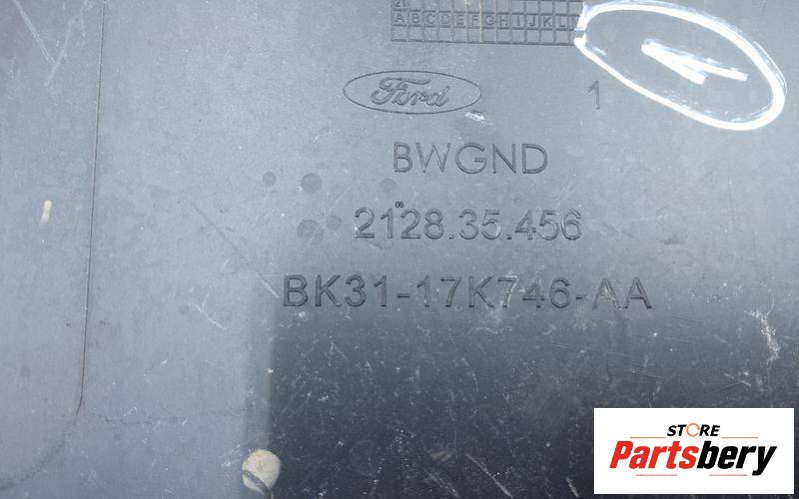 ABCDEFGHIJKL
Ford
1
BWGND
2128.35.456
BK31-17K746-AA
STORE
Partsbery